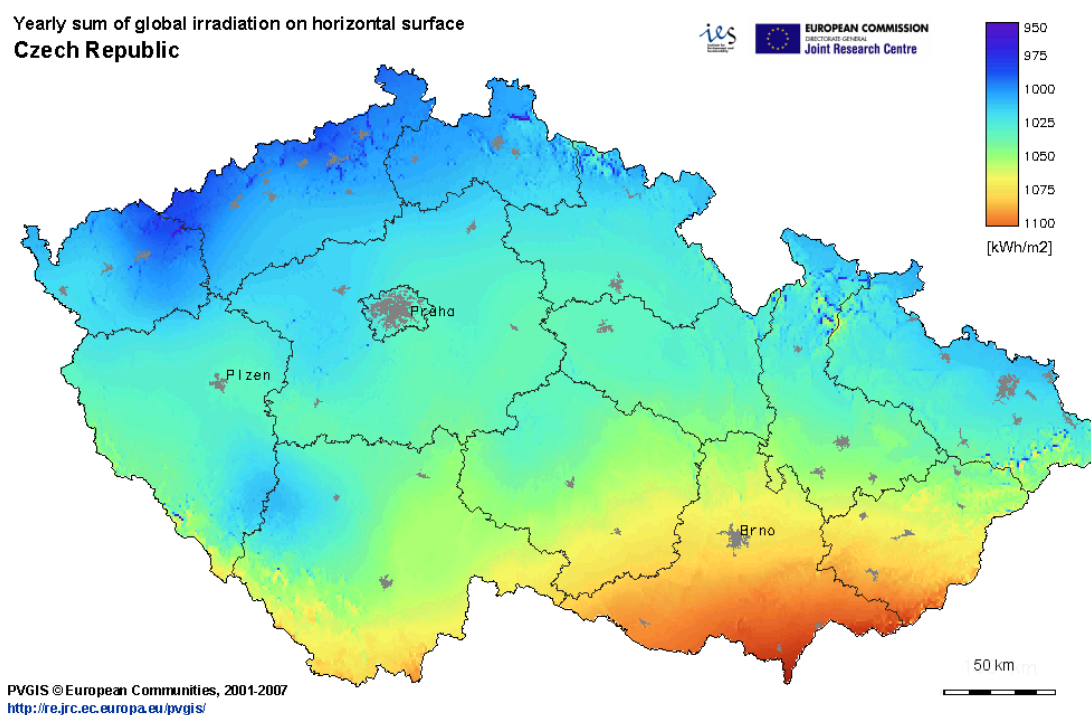 Yearly sum of global irradiation on horizontal surface
Czech Republic
ies
EUROPEAN COMMISSION
DIRECTORATE-GENERAL
Joint Research Centre
950
975
1000
1025
1050
1075
1100
[kWh/m2]
Praha
Plzen
Brno
50 km
PVGIS © European Communities, 2001-2007
http://re.jrc.ec.europa.eu/pvgis/